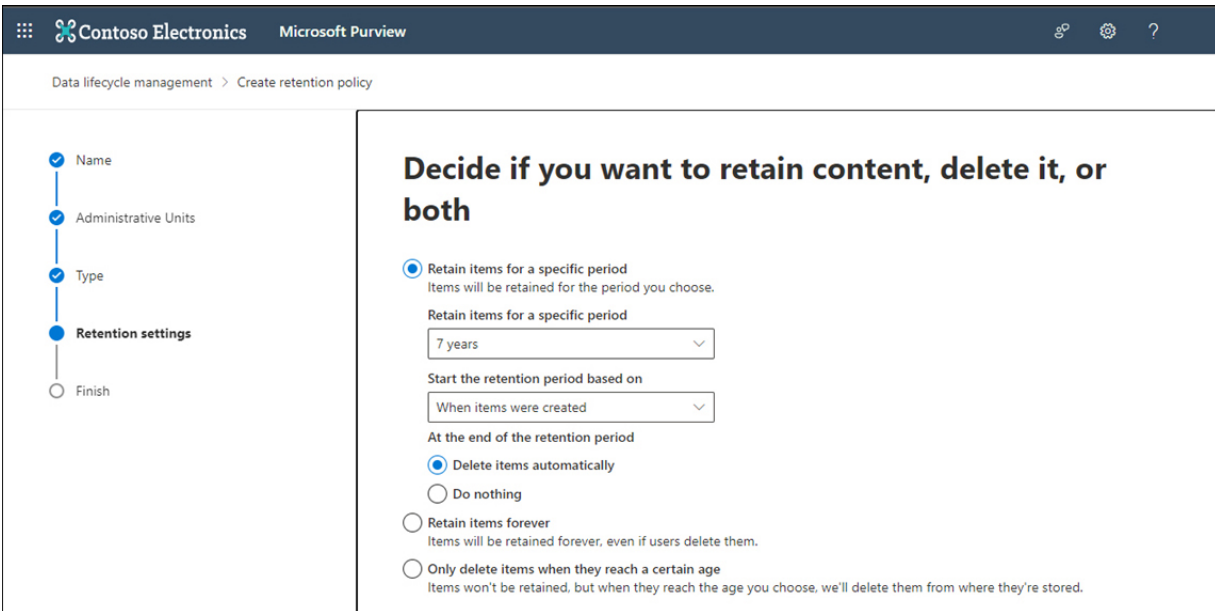 Contoso Electronics Microsoft Purview ?
Data lifecycle management > Create retention policy
Name
Administrative Units
Type
Retention settings
Finish
Decide if you want to retain content, delete it, or
both
Retain items for a specific period
Items will be retained for the period you choose.
Retain items for a specific period
7 years
Start the retention period based on
When items were created
At the end of the retention period
Delete items automatically
Do nothing
Retain items forever
Items will be retained forever, even if users delete them.
Only delete items when they reach a certain age
Items won't be retained, but when they reach the age you choose, we'll delete them from where they're stored.